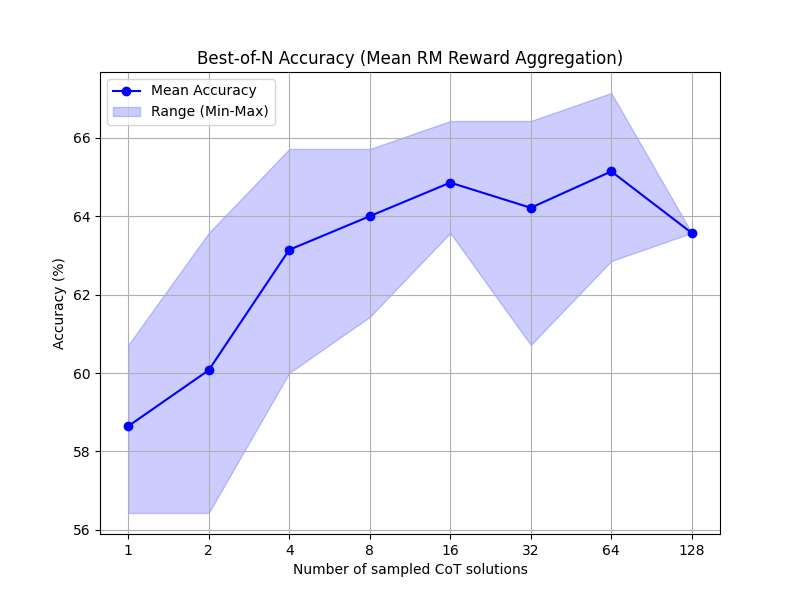 Best-of-N Accuracy (Mean RM Reward Aggregation)
Mean Accuracy
Range (Min-Max)
Accuracy (%)
66
64
62
60
58
56
1 2 4 8 16 32 64 128
Number of sampled CoT solutions